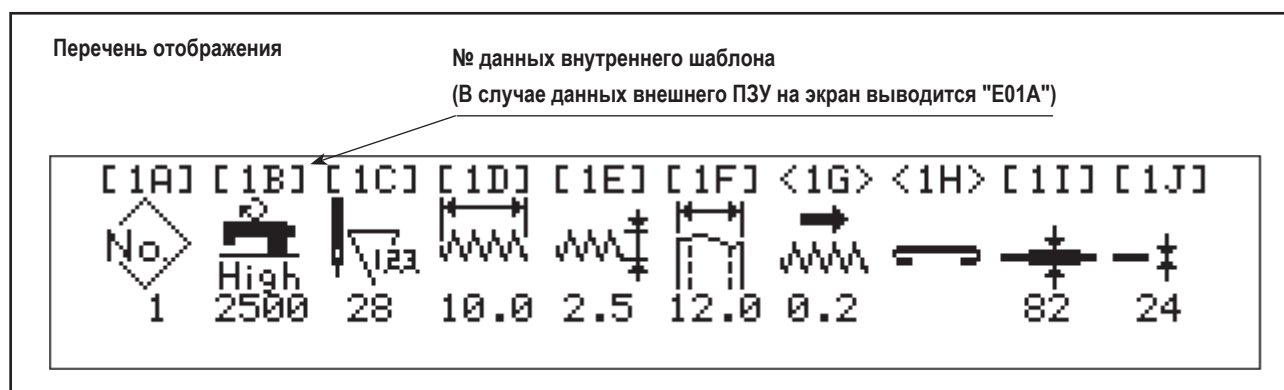 Перечень отображения
№ данных внутреннего шаблона
(В случае данных внешнего ПЗУ на экран выводится "E01A")
[1A] [1B] [1C] [1D] [1E] [1F] <1G> <1H> [1I] [1J]
No. High 123
1 2500 28 10.0 2.5 12.0 0.2 82 24